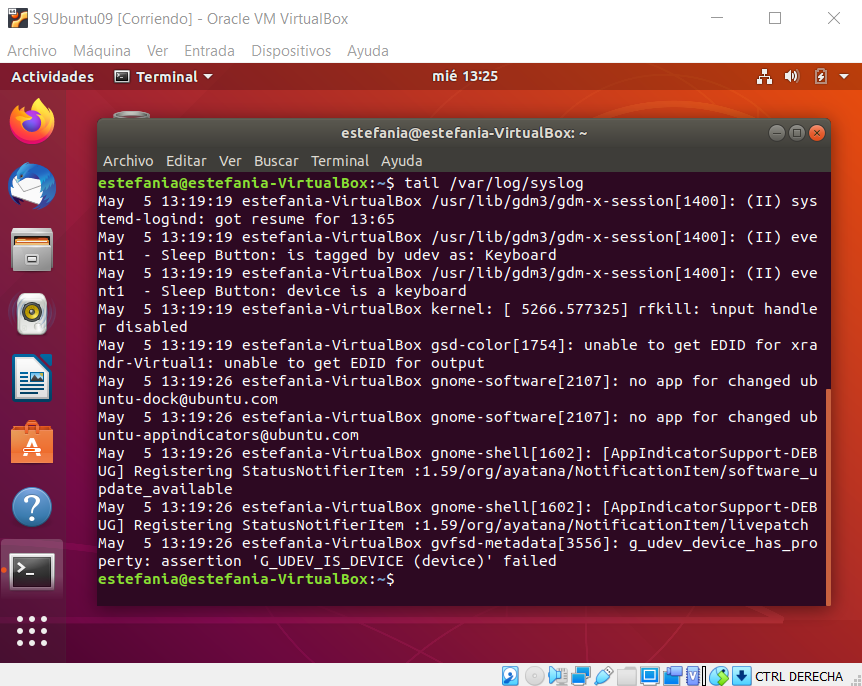 S9Ubuntu09 [Corriendo] - Oracle VM VirtualBox
Archivo Máquina Ver Entrada Dispositivos Ayuda
Actividades Terminal mié 13:25
estefania@estefania-VirtualBox: ~
Archivo Editar Ver Buscar Terminal Ayuda
estefania@estefania-VirtualBox:~$ tail /var/log/syslog
May  5 13:19:19 estefania-VirtualBox /usr/lib/gdm3/gdm-x-session[1400]: (II) sys
temd-logind: got resume for 13:65
May  5 13:19:19 estefania-VirtualBox /usr/lib/gdm3/gdm-x-session[1400]: (II) eve
nt1  - Sleep Button: is tagged by udev as: Keyboard
May  5 13:19:19 estefania-VirtualBox /usr/lib/gdm3/gdm-x-session[1400]: (II) eve
nt1  - Sleep Button: device is a keyboard
May  5 13:19:19 estefania-VirtualBox kernel: [ 5266.577325] rfkill: input handle
r disabled
May  5 13:19:19 estefania-VirtualBox gsd-color[1754]: unable to get EDID for xra
ndr-Virtual1: unable to get EDID for output
May  5 13:19:26 estefania-VirtualBox gnome-software[2107]: no app for changed ub
untu-dock@ubuntu.com
May  5 13:19:26 estefania-VirtualBox gnome-software[2107]: no app for changed ub
untu-appindicators@ubuntu.com
May  5 13:19:26 estefania-VirtualBox gnome-shell[1602]: [AppIndicatorSupport-DEB
UG] Registering StatusNotifierItem :1.59/org/ayatana/NotificationItem/software_u
pdate_available
May  5 13:19:26 estefania-VirtualBox gnome-shell[1602]: [AppIndicatorSupport-DEB
UG] Registering StatusNotifierItem :1.59/org/ayatana/NotificationItem/livepatch
May  5 13:19:26 estefania-VirtualBox gvfsd-metadata[3556]: g_udev_device_has_pro
perty: assertion 'G_UDEV_IS_DEVICE (device)' failed
estefania@estefania-VirtualBox:~$
CTRL DERECHA